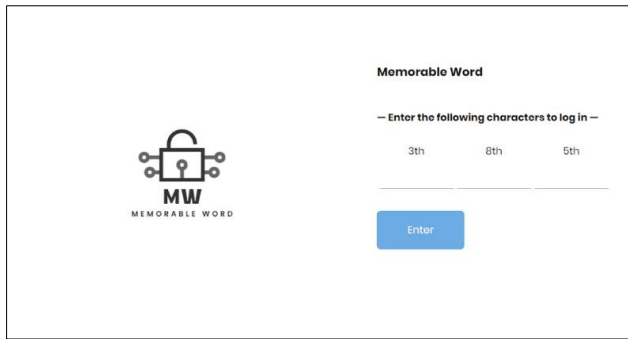 Memorable Word
— Enter the following characters to log in —
3th 8th 5th
MW
MEMORABLE WORD
Enter